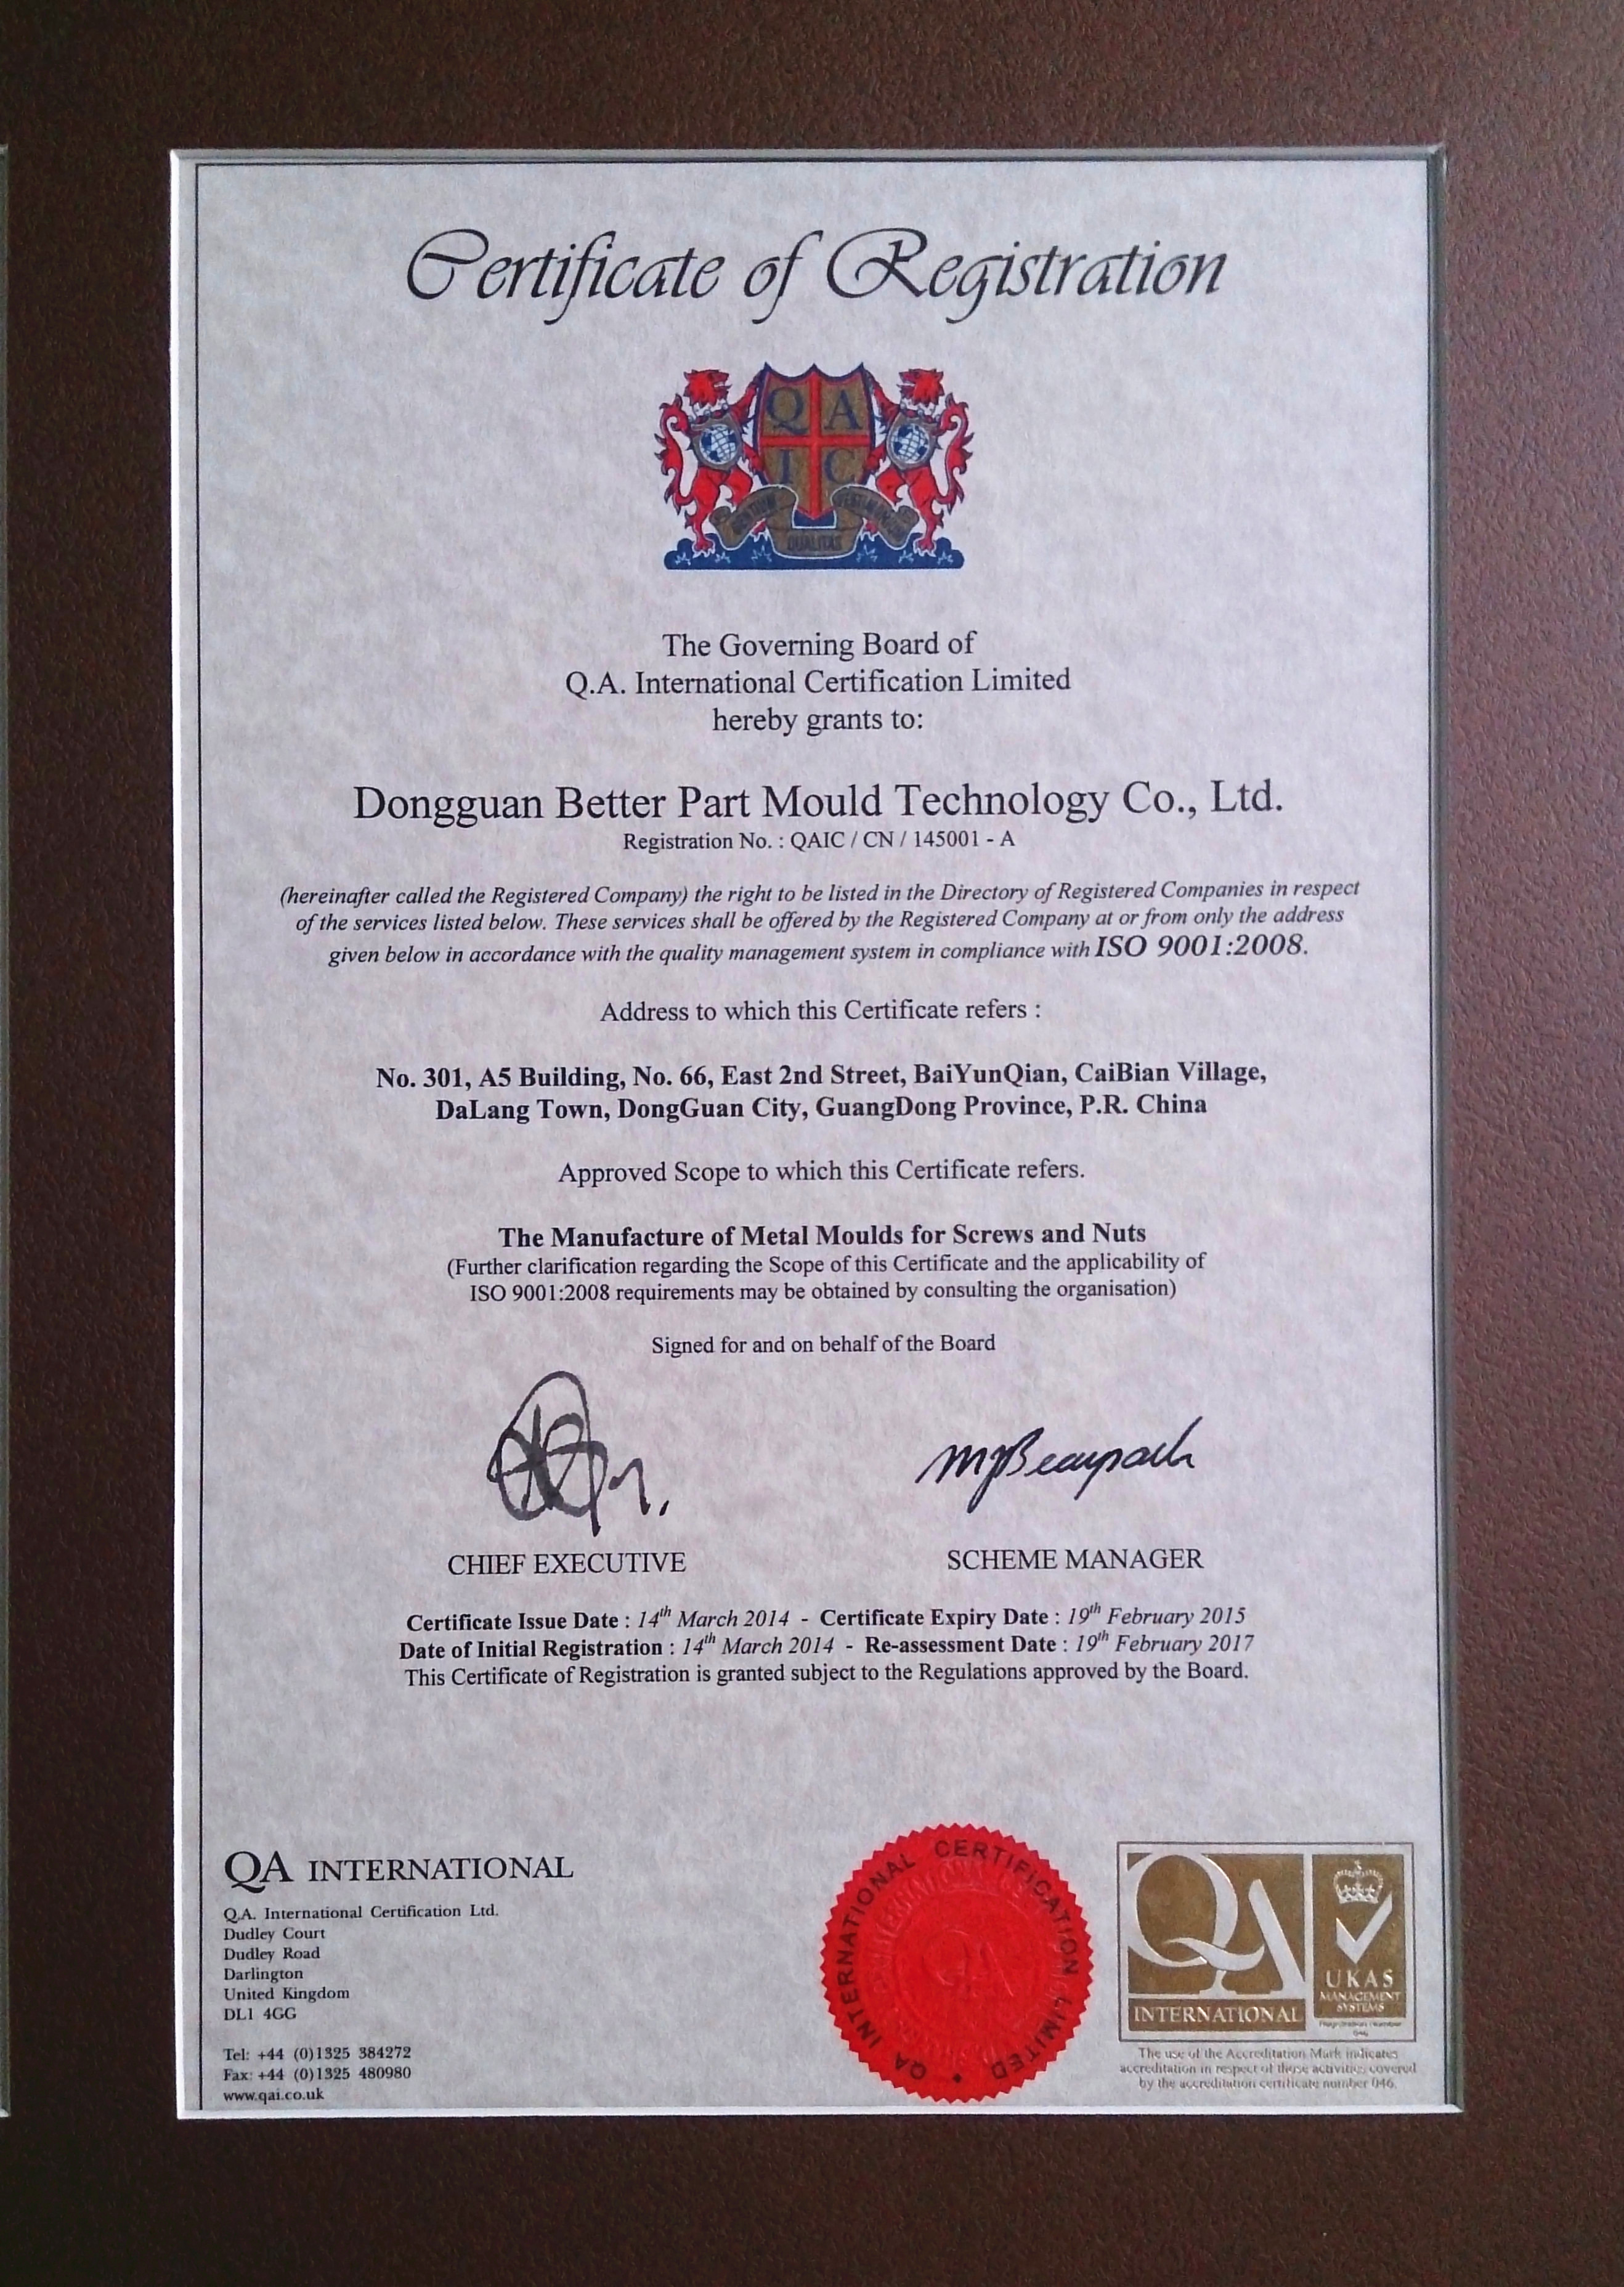 Certificate of Registration
Q A
I C
QUALITAS
The Governing Board of
Q.A. International Certification Limited
hereby grants to:
Dongguan Better Part Mould Technology Co., Ltd.
Registration No. : QAIC / CN / 145001 - A
(hereinafter called the Registered Company) the right to be listed in the Directory of Registered Companies in respect
of the services listed below. These services shall be offered by the Registered Company at or from only the address
given below in accordance with the quality management system in compliance with ISO 9001:2008.
Address to which this Certificate refers :
No. 301, A5 Building, No. 66, East 2nd Street, BaiYunQian, CaiBian Village,
DaLang Town, DongGuan City, GuangDong Province, P.R. China
Approved Scope to which this Certificate refers.
The Manufacture of Metal Moulds for Screws and Nuts
(Further clarification regarding the Scope of this Certificate and the applicability of
ISO 9001:2008 requirements may be obtained by consulting the organisation)
Signed for and on behalf of the Board
CHIEF EXECUTIVE SCHEME MANAGER
Certificate Issue Date : 14th March 2014 - Certificate Expiry Date : 19th February 2015
Date of Initial Registration : 14th March 2014 - Re-assessment Date : 19th February 2017
This Certificate of Registration is granted subject to the Regulations approved by the Board.
QA INTERNATIONAL
Q.A. International Certification Ltd.
Dudley Court
Dudley Road
Darlington
United Kingdom
DL1 4GG
Tel: +44 (0)1325 384272
Fax: +44 (0)1325 480980
www.qai.co.uk
QA INTERNATIONAL CERTIFICATION LIMITED
QA
INTERNATIONAL
UKAS
MANAGEMENT
SYSTEMS
046
The use of the Accreditation Mark indicates
accreditation in respect of those activities covered
by the accreditation certificate number 046.